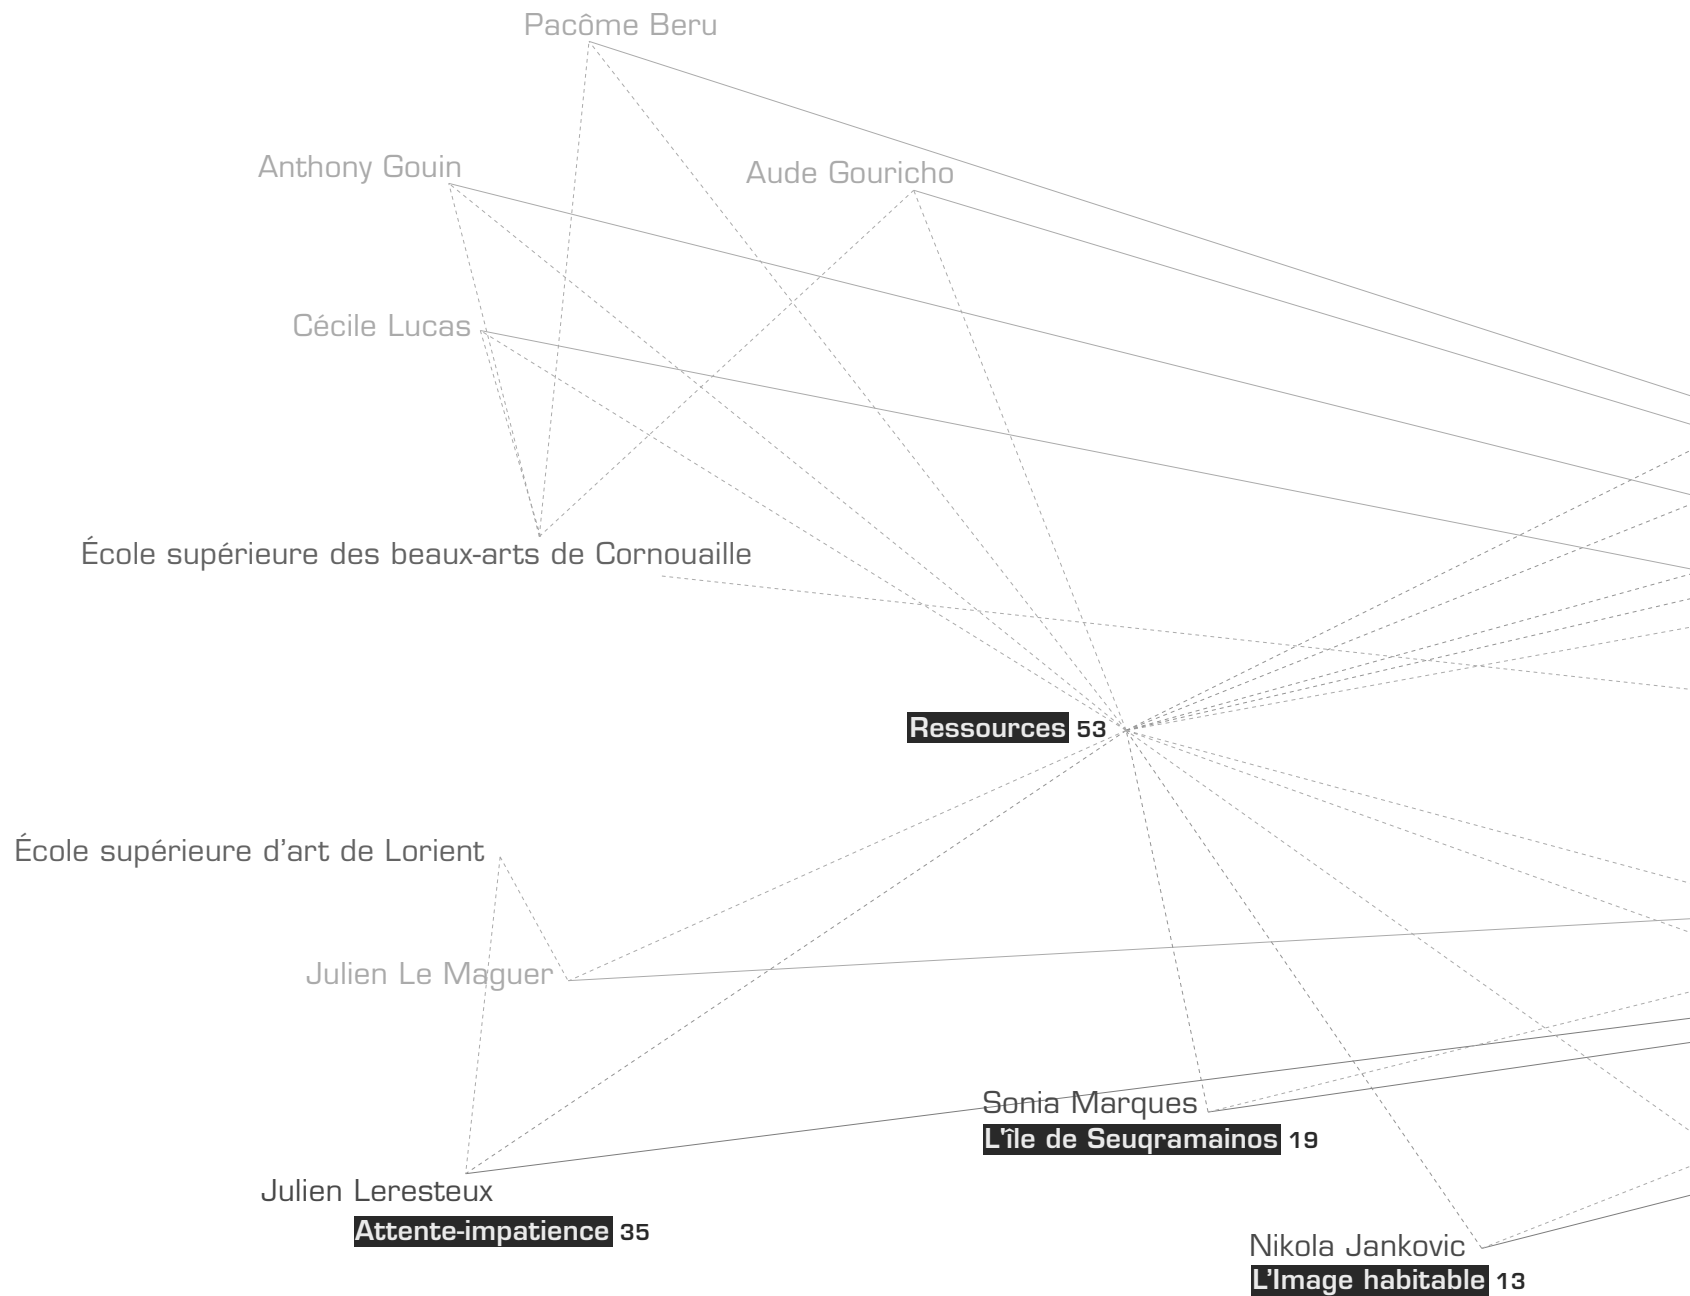 Pacôme Beru
Anthony Gouin
Aude Gouricho
Cécile Lucas
École supérieure des beaux-arts de Cornouaille
Ressources 53
École supérieure d’art de Lorient
Julien Le Maguer
Sonia Marques
L'île de Seuqramainos 19
Julien Leresteux
Attente-impatience 35
Nikola Jankovic
L’Image habitable 13